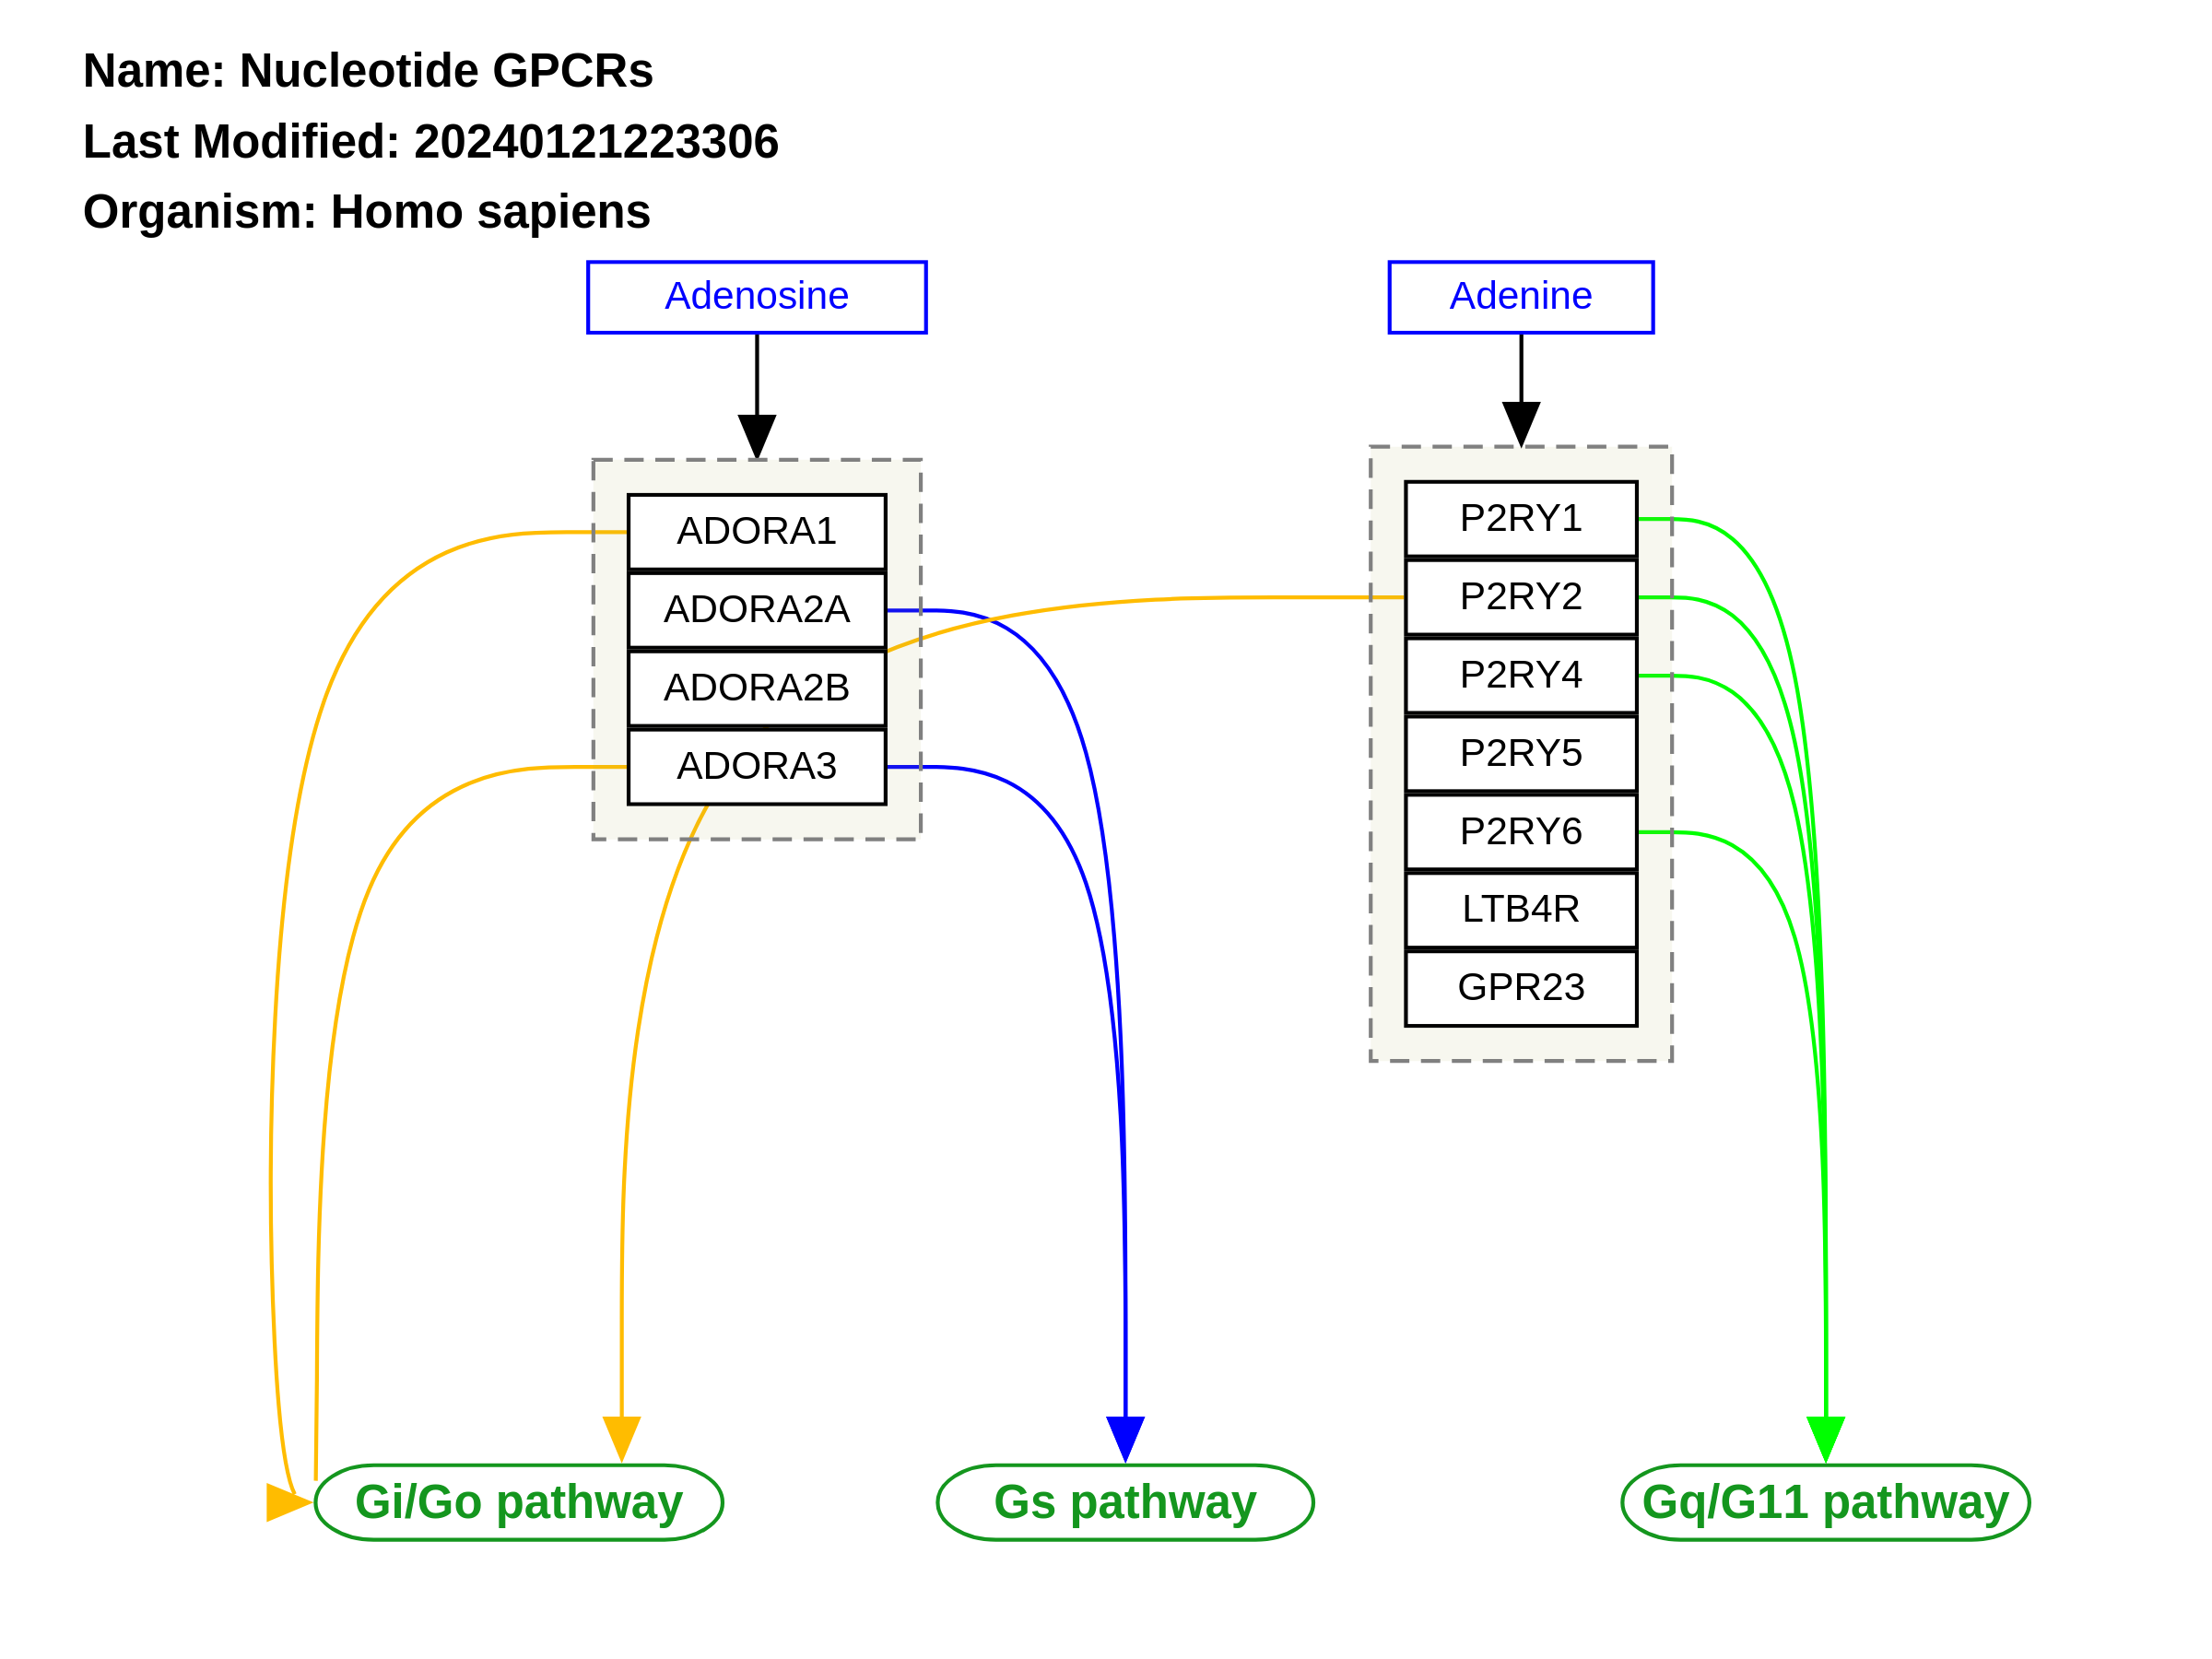 Name: Nucleotide GPCRs
Last Modified: 20240121223306
Organism: Homo sapiens
Adenosine
Adenine
ADORA1
ADORA2A
ADORA2B
ADORA3
P2RY1
P2RY2
P2RY4
P2RY5
P2RY6
LTB4R
GPR23
Gi/Go pathway
Gs pathway
Gq/G11 pathway